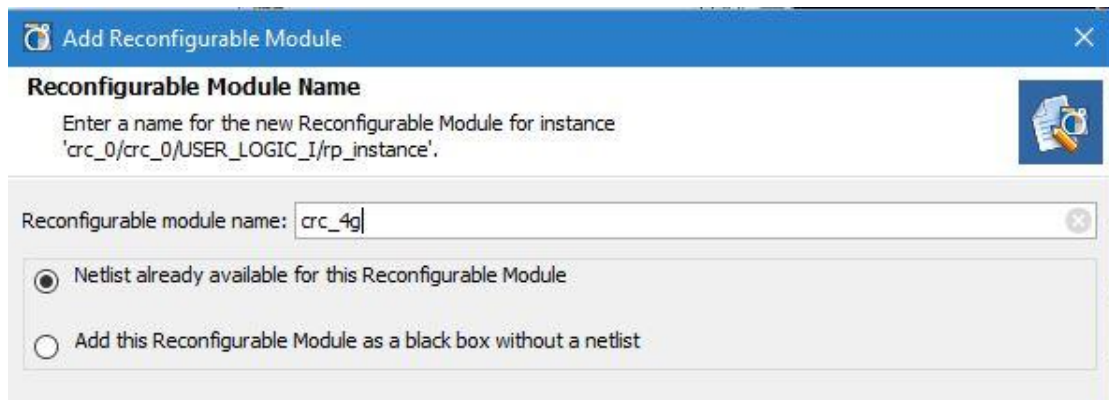 Add Reconfigurable Module
Reconfigurable Module Name
Enter a name for the new Reconfigurable Module for instance
'crc_0/crc_0/USER_LOGIC_I/rp_instance'.
Reconfigurable module name: crc_4g
Netlist already available for this Reconfigurable Module
Add this Reconfigurable Module as a black box without a netlist